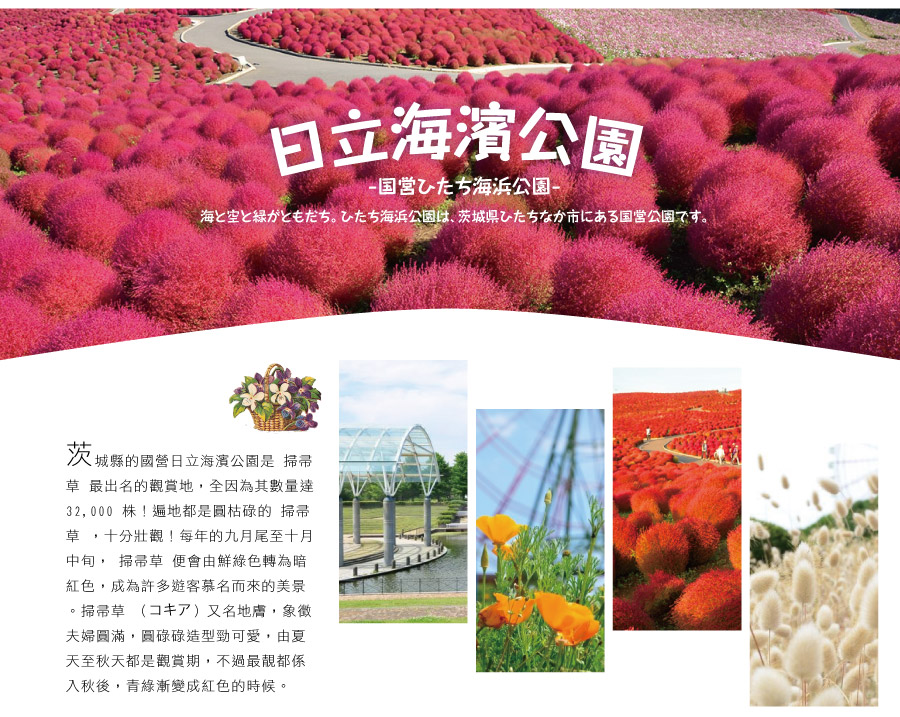 日立海濱公園
-国営ひたち海浜公園-
海と空と緑がともだち。ひたち海浜公園は、茨城県ひたちなか市にある国営公園です。
茨城縣的國營日立海濱公園是 掃帚
草 最出名的觀賞地，全因為其數量達
32,000 株！遍地都是圓枯碌的 掃帚
草 ，十分壯觀！每年的九月尾至十月
中旬， 掃帚草 便會由鮮綠色轉為暗
紅色，成為許多遊客慕名而來的美景
。掃帚草 （コキア）又名地膚，象徵
夫婦圓滿，圓碌碌造型勁可愛，由夏
天至秋天都是觀賞期，不過最靚都係
入秋後，青綠漸變成紅色的時候。